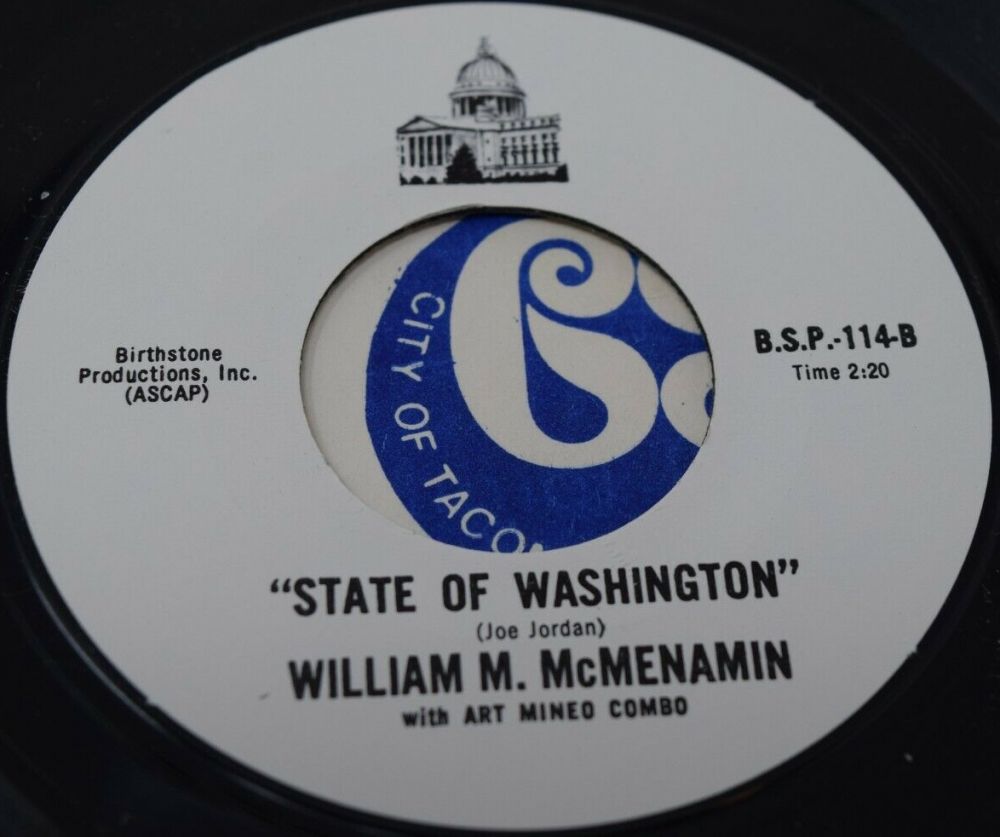 Birthstone
Productions, Inc.
(ASCAP)
B.S.P.-114-B
Time 2:20
CITY OF
"STATE OF WASHINGTON"
(Joe Jordan)
WILLIAM M. McMENAMIN
with ART MINEO COMBO